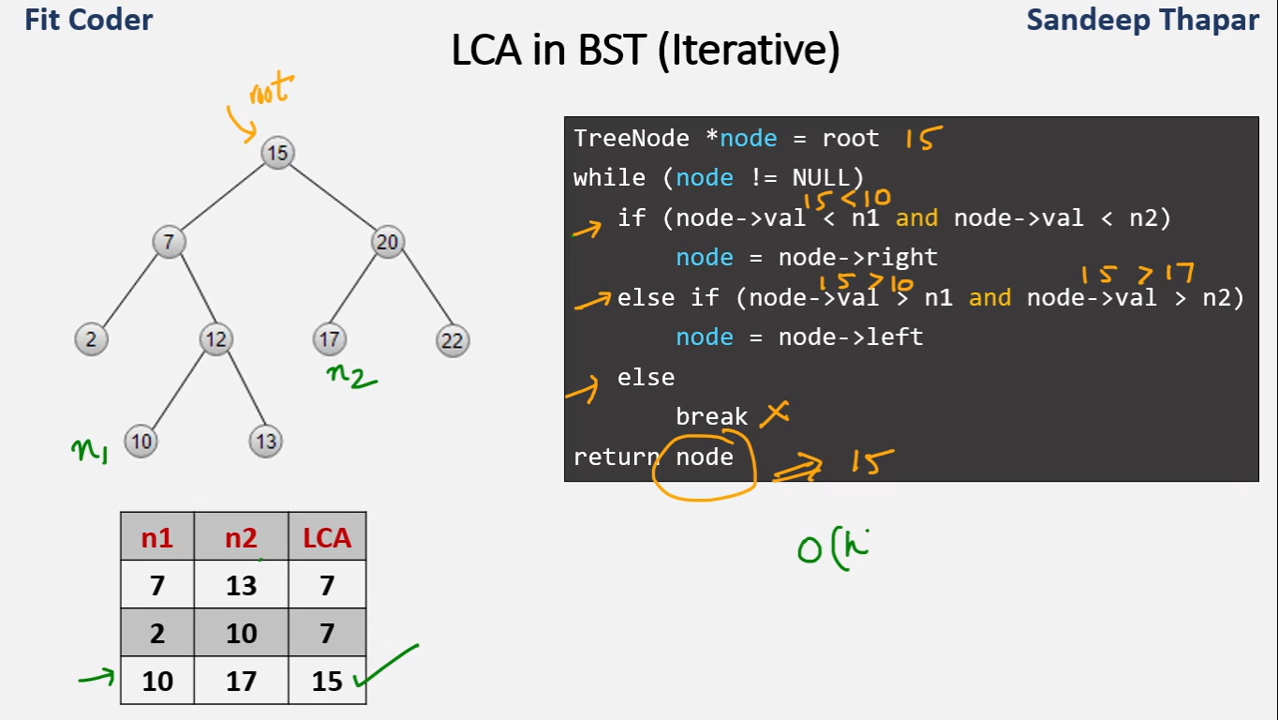 Fit Coder
Sandeep Thapar
LCA in BST (Iterative)
root
15
7
20
2
12
17
22
n2
n1
10
13
TreeNode *node = root 15
while (node != NULL)
15 < 10
if (node->val < n1 and node->val < n2)
node = node->right
15 > 10 15 > 17
else if (node->val > n1 and node->val > n2)
node = node->left
else
break
return node => 15
O(h
n1 n2 LCA
7 13 7
2 10 7
10 17 15